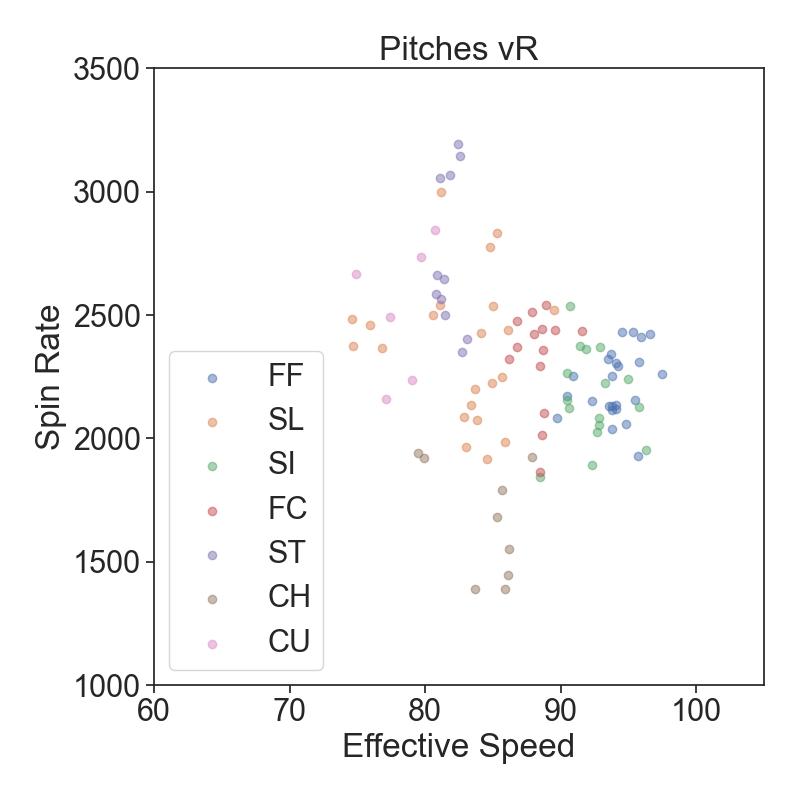 Pitches vR
3500
3000
2500
2000
1500
1000
Spin Rate
FF
SL
SI
FC
ST
CH
CU
60 70 80 90 100
Effective Speed